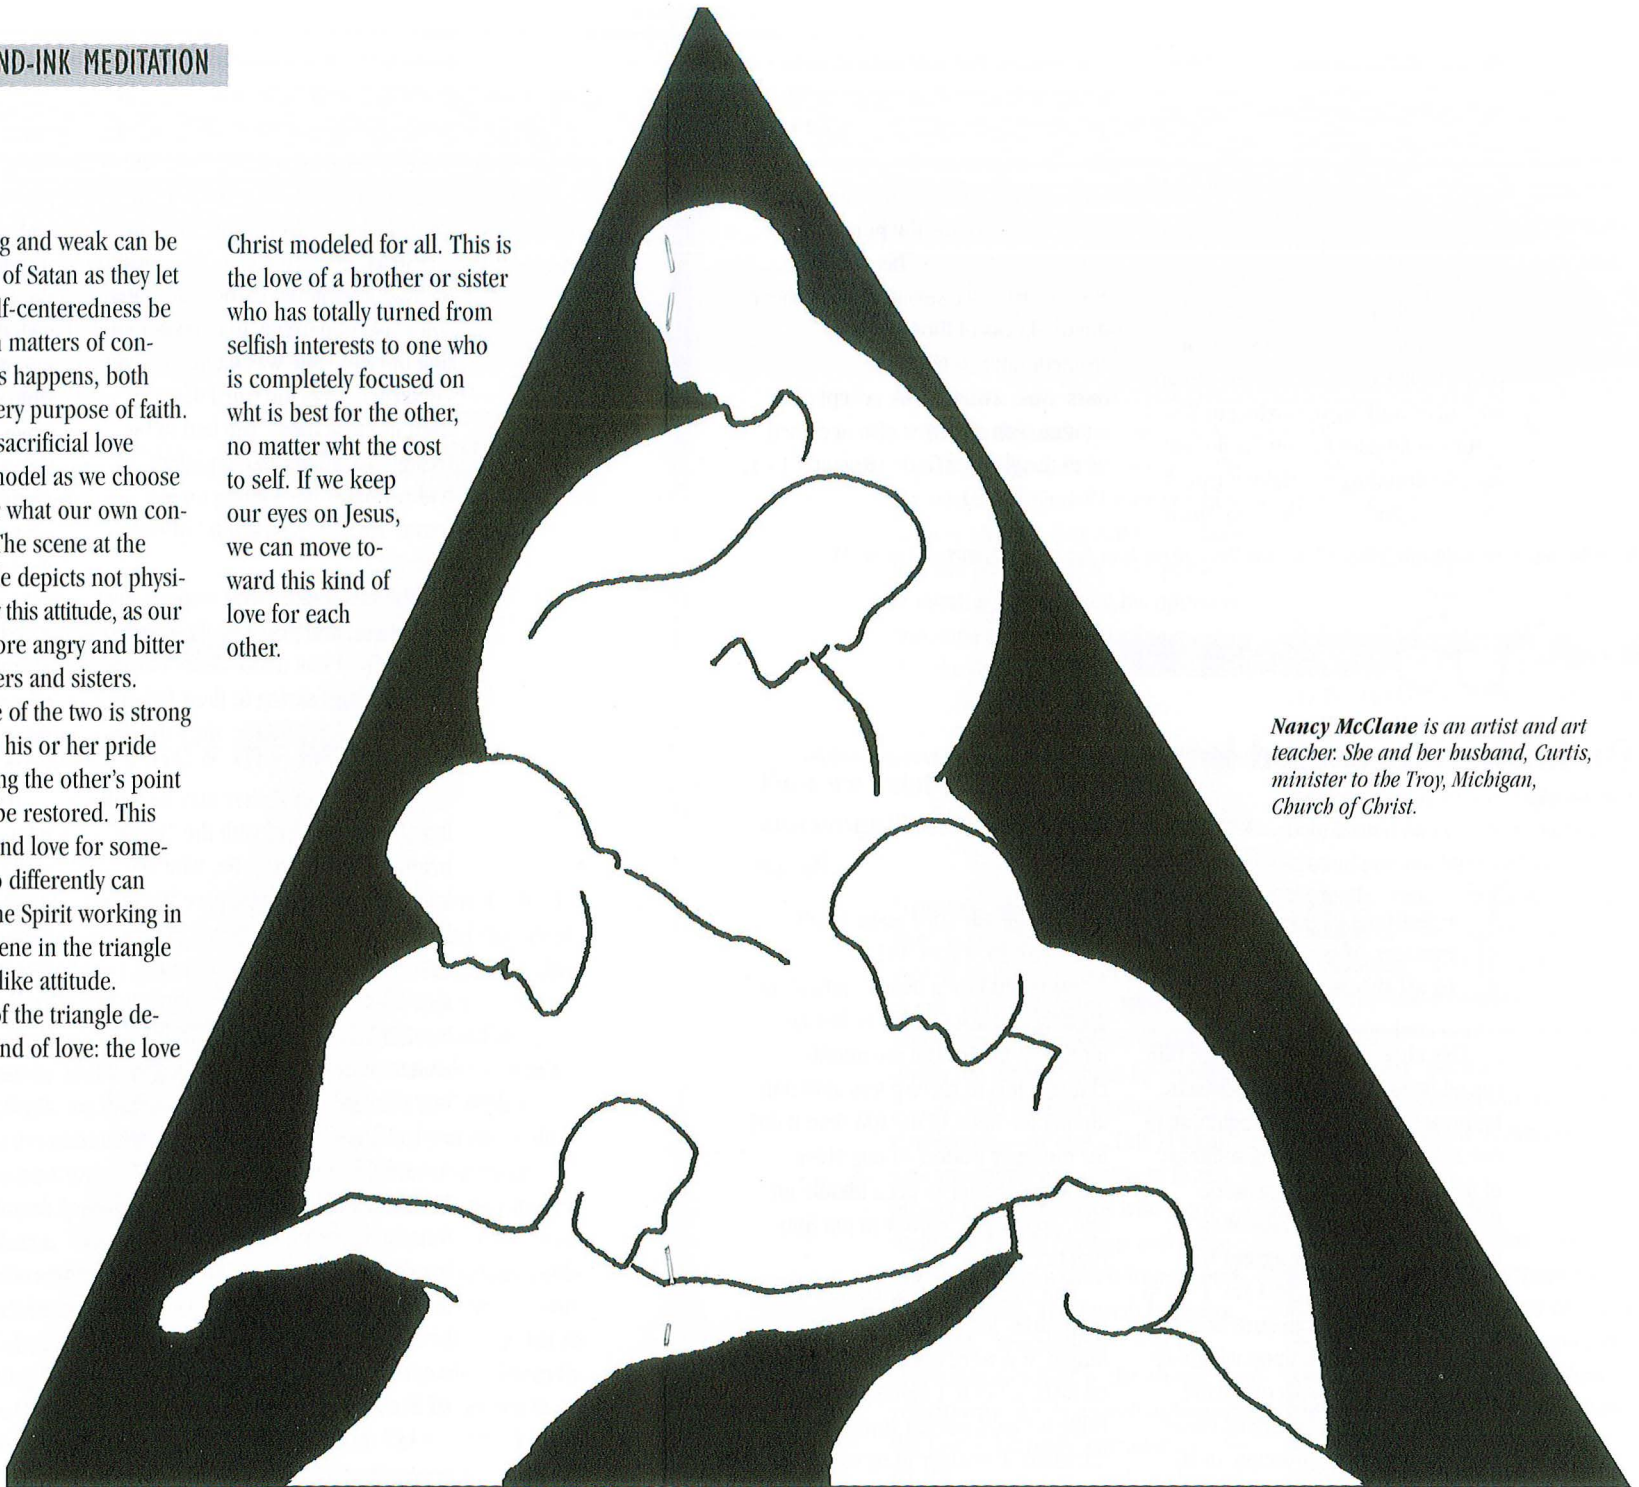 ND-INK MEDITATION
g and weak can be
of Satan as they let
lf-centeredness be
matters of con-
s happens, both
ery purpose of faith.
sacrificial love
nodel as we choose
what our own con-
The scene at the
e depicts not physi-
this attitude, as our
ore angry and bitter
ers and sisters.
e of the two is strong
his or her pride
ng the other's point
be restored. This
nd love for some-
o differently can
ne Spirit working in
ene in the triangle
like attitude.
of the triangle de-
nd of love: the love
Christ modeled for all. This is
the love of a brother or sister
who has totally turned from
selfish interests to one who
is completely focused on
wht is best for the other,
no matter wht the cost
to self. If we keep
our eyes on Jesus,
we can move to-
ward this kind of
love for each
other.
Nancy McClane is an artist and art
teacher. She and her husband, Curtis,
minister to the Troy, Michigan,
Church of Christ.